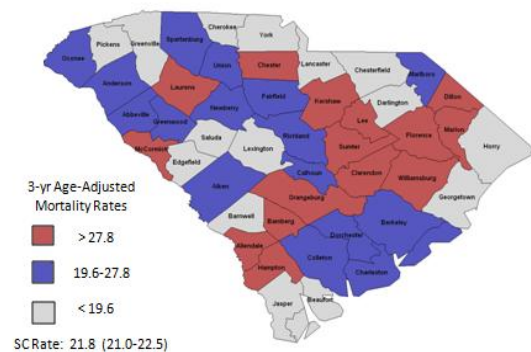 Cherokee
Spartanburg
York
Greenville
Pickens
Oconee
Union
Chester
Lancaster
Chesterfield
Marlboro
Anderson
Laurens
Dillon
Fairfield
Kershaw
Darlington
Newberry
Lee
Abbeville
Greenwood
Florence
Marion
Saluda
Richland
Horry
McCormick
Lexington
Sumter
Edgefield
Calhoun
Clarendon
Williamsburg
Aiken
Orangeburg
Georgetown
Barnwell
Bamberg
Berkeley
Dorchester
Allendale
Colleton
Hampton
Charleston
Jasper
Beaufort
3-yr Age-Adjusted
Mortality Rates
>27.8
19.6-27.8
<19.6
SC Rate: 21.8 (21.0-22.5)